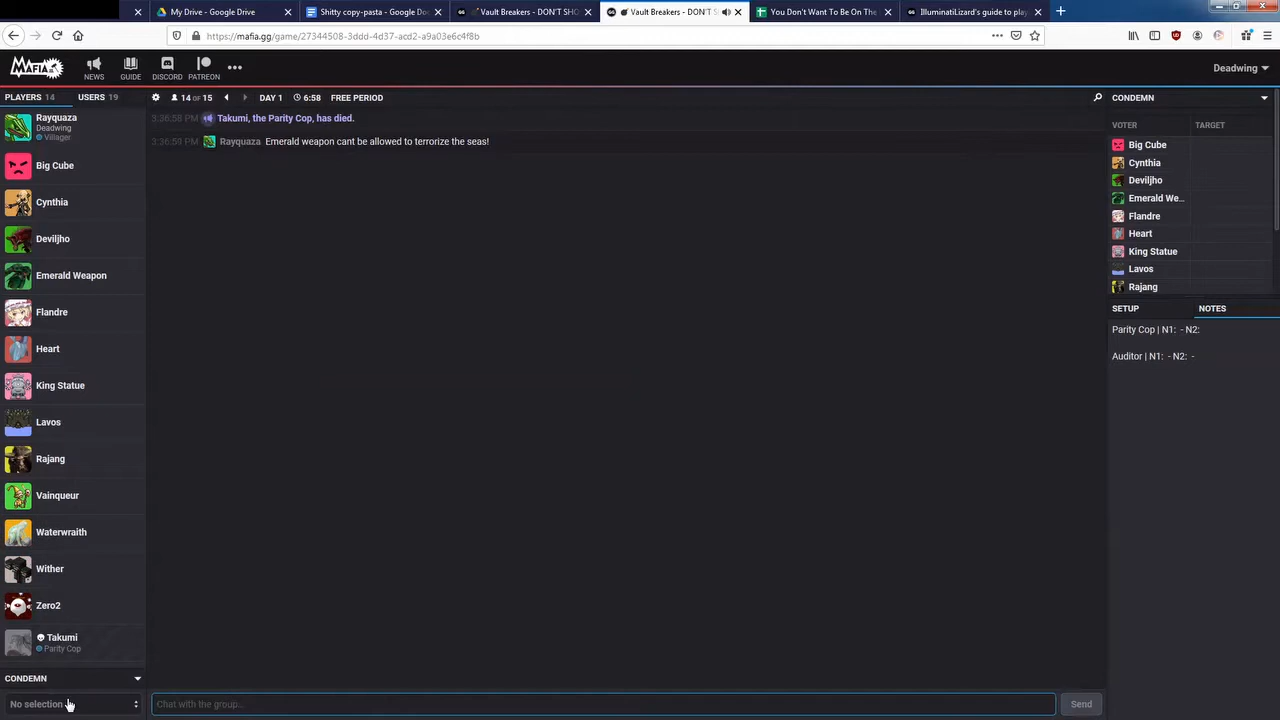 My Drive - Google Drive
Shitty copy-pasta - Google Do
Vault Breakers - DON'T SHO
Vault Breakers - DON'T S
You Don't Want To Be On The
IlluminatiLizard's guide to play
https://mafia.gg/game/27344508-3ddd-4d37-acd2-a9a03e6c4f8b
MAFIA
NEWS
GUIDE
DISCORD
PATREON
Deadwing
PLAYERS 14
USERS 19
14 OF 15
DAY 1
6:58
FREE PERIOD
CONDEMN
Rayquaza
Deadwing
Villager
Big Cube
Cynthia
Deviljho
Emerald Weapon
Flandre
Heart
King Statue
Lavos
Rajang
Vainqueur
Waterwraith
Wither
Zero2
Takumi
Parity Cop
CONDEMN
No selection
3:36:58 PM Takumi, the Parity Cop, has died.
3:36:59 PM Rayquaza Emerald weapon cant be allowed to terrorize the seas!
Chat with the group...
Send
VOTER TARGET
Big Cube
Cynthia
Deviljho
Emerald We...
Flandre
Heart
King Statue
Lavos
Rajang
SETUP
NOTES
Parity Cop | N1: - N2:
Auditor | N1: - N2: -